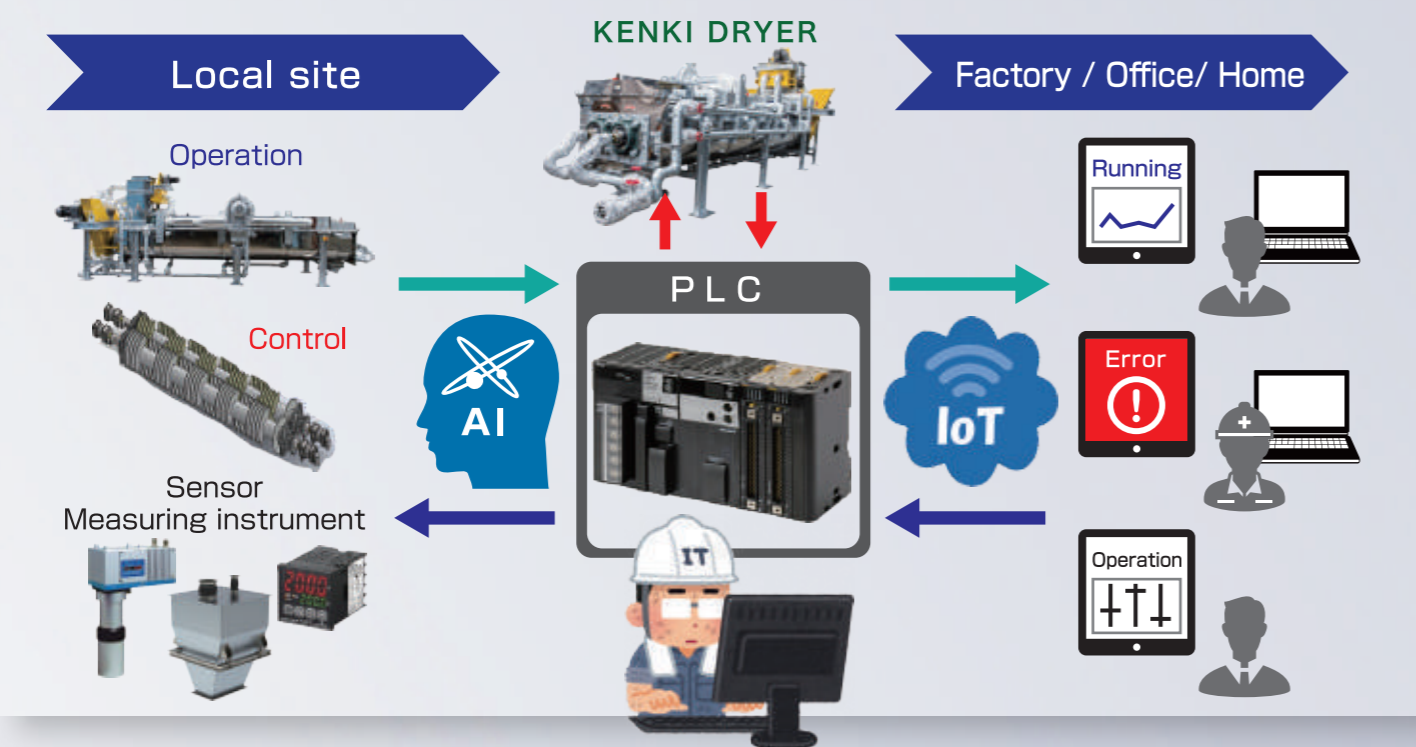 KENKI DRYER
Local site
Factory / Office/ Home
Operation
Running
PLC
Control
Error
AI
IoT
Sensor
Measuring instrument
IT
Operation